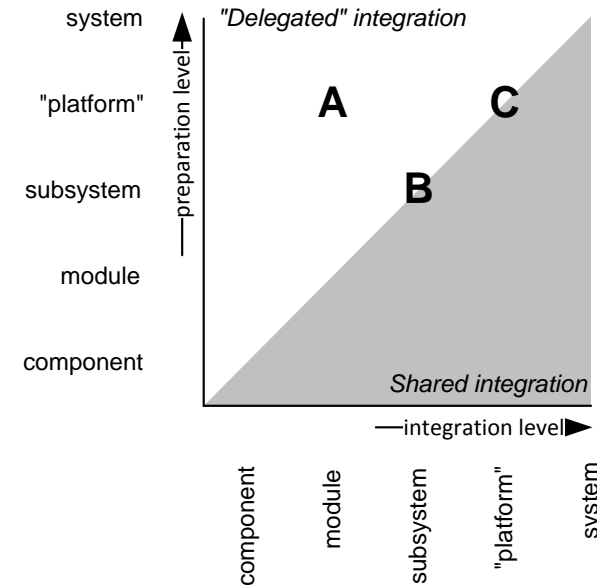 system
"Delegated" integration
"platform"
A
C
preparation level
subsystem
B
module
component
Shared integration
integration level
component
module
subsystem
"platform"
system